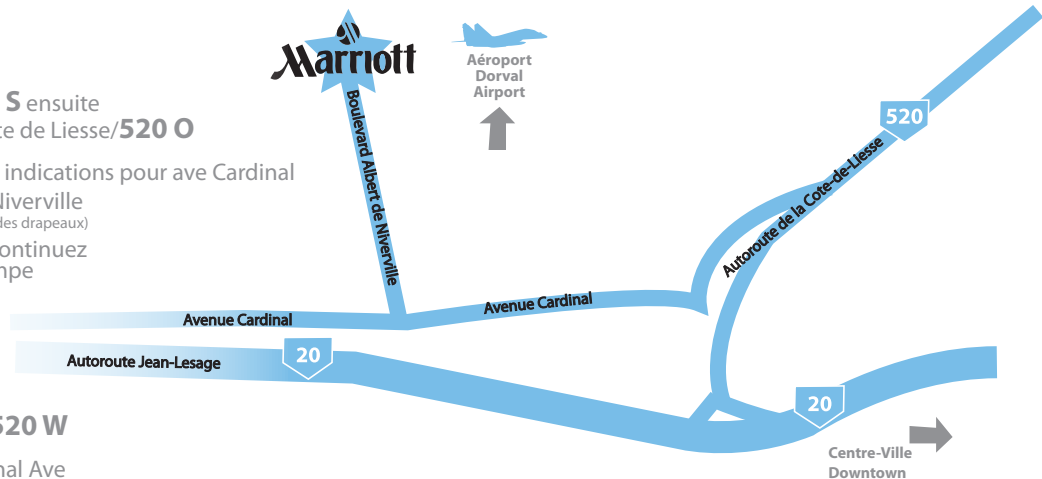 Marriott
Aéroport
Dorval
Airport
S ensuite
te de Liesse/520 O
indications pour ave Cardinal
Niverville
des drapeaux)
ontinuez
mpe
520 W
nal Ave
Boulevard Albert de Niverville
520
Autoroute de la Cote-de-Liesse
Avenue Cardinal
Avenue Cardinal
Autoroute Jean-Lesage
20
20
Centre-Ville
Downtown